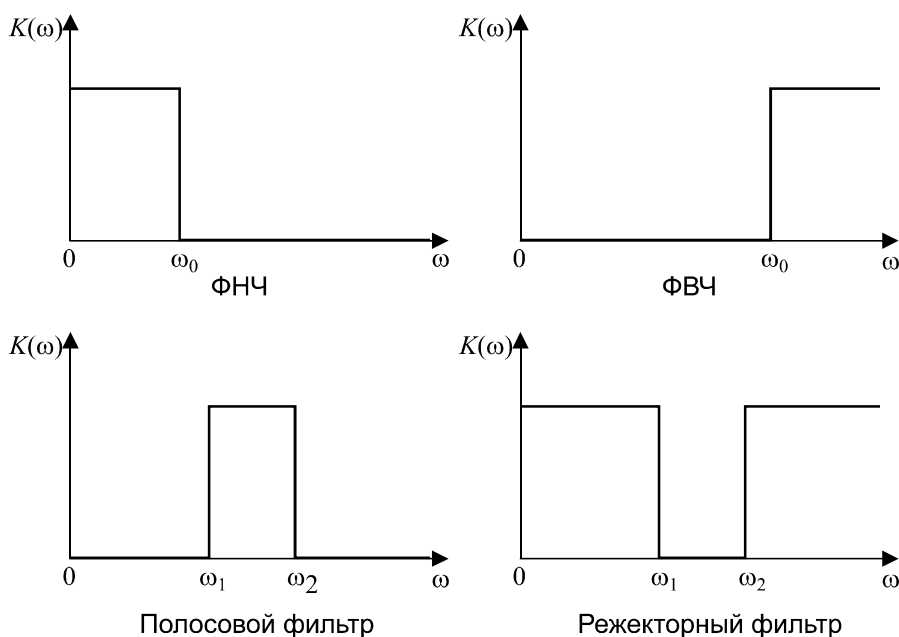 K(ω)
0
ω₀
ω
ФНЧ
K(ω)
0
ω₀
ω
ФВЧ
K(ω)
0
ω₁
ω₂
ω
Полосовой фильтр
K(ω)
0
ω₁
ω₂
ω
Режекторный фильтр